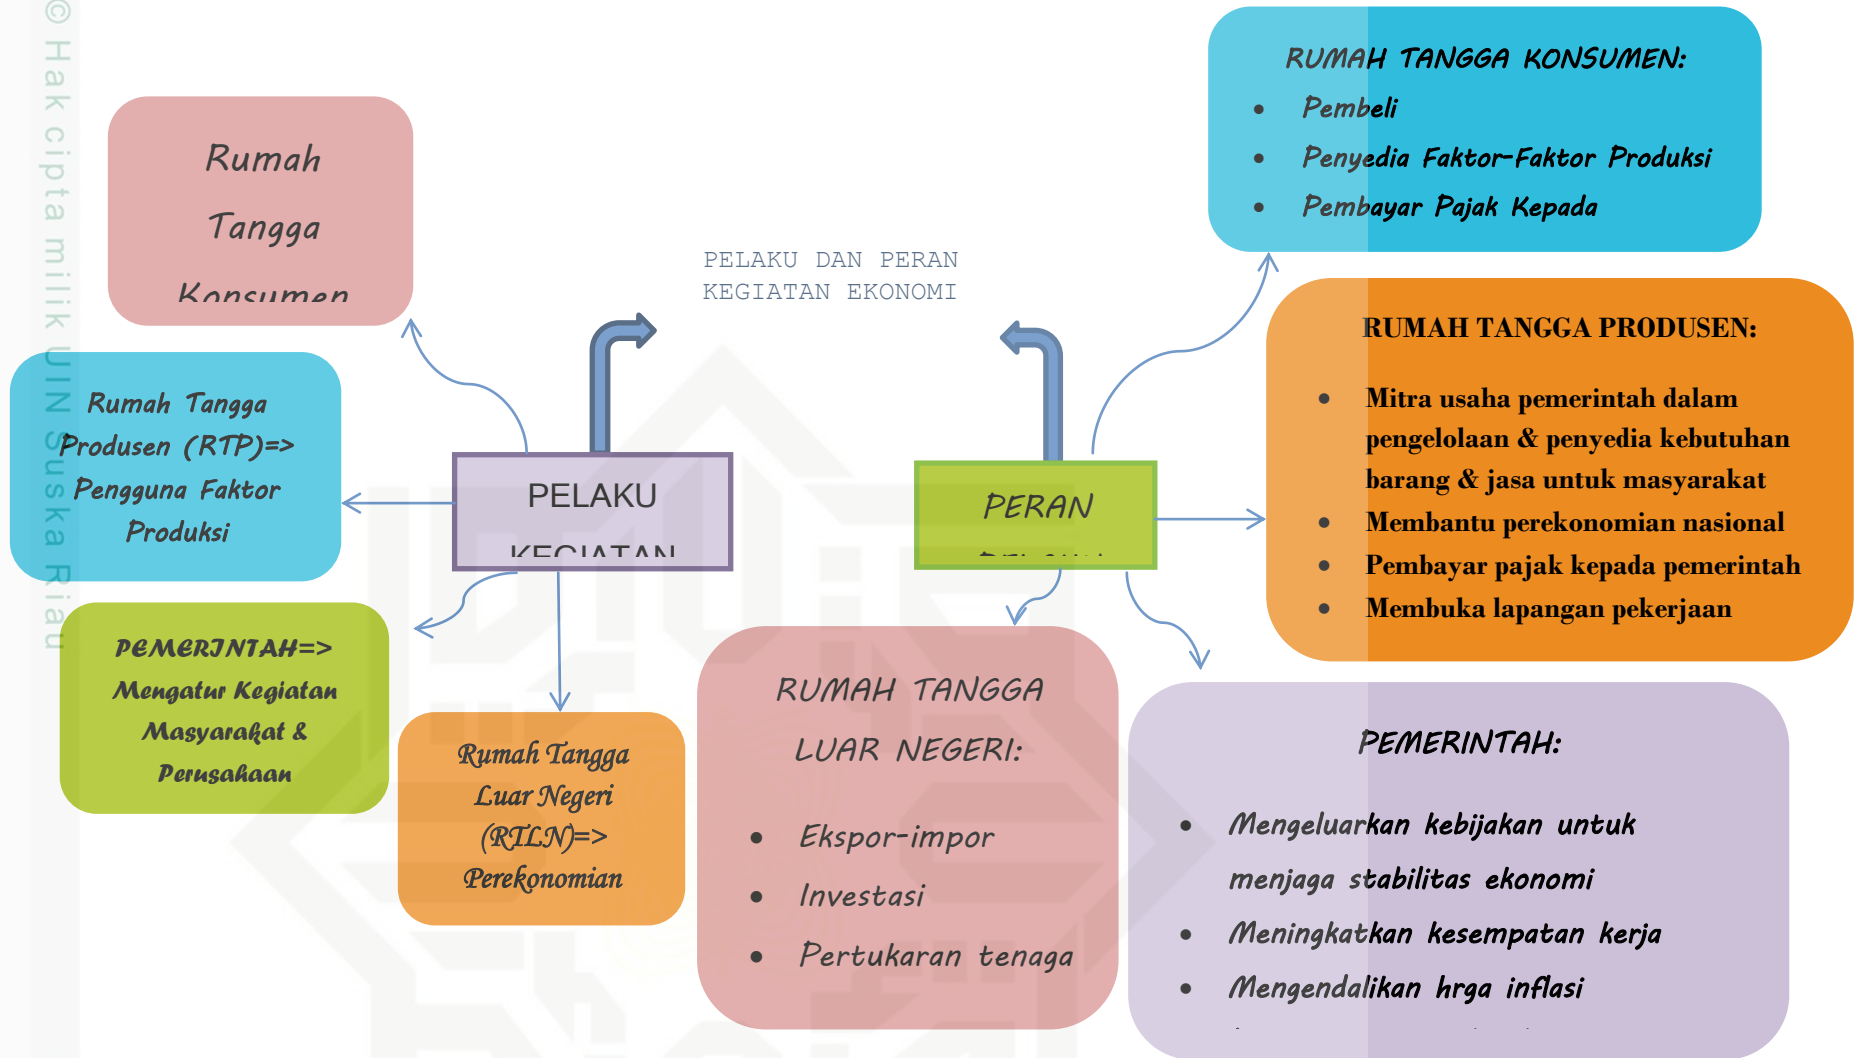 © Hak cipta milik UIN Suska Riau
PELAKU DAN PERAN
KEGIATAN EKONOMI
PELAKU
KEGIATAN
Rumah
Tangga
Konsumen
Rumah Tangga
Produsen (RTP)=>
Pengguna Faktor
Produksi
PEMERINTAH=>
Mengatur Kegiatan
Masyarakat &
Perusahaan
Rumah Tangga
Luar Negeri
(RTLN)=>
Perekonomian
PERAN
RUMAH TANGGA KONSUMEN:
• Pembeli
• Penyedia Faktor-Faktor Produksi
• Pembayar Pajak Kepada
RUMAH TANGGA PRODUSEN:
• Mitra usaha pemerintah dalam
pengelolaan & penyedia kebutuhan
barang & jasa untuk masyarakat
• Membantu perekonomian nasional
• Pembayar pajak kepada pemerintah
• Membuka lapangan pekerjaan
RUMAH TANGGA
LUAR NEGERI:
• Ekspor-impor
• Investasi
• Pertukaran tenaga
PEMERINTAH:
• Mengeluarkan kebijakan untuk
menjaga stabilitas ekonomi
• Meningkatkan kesempatan kerja
• Mengendalikan hrga inflasi